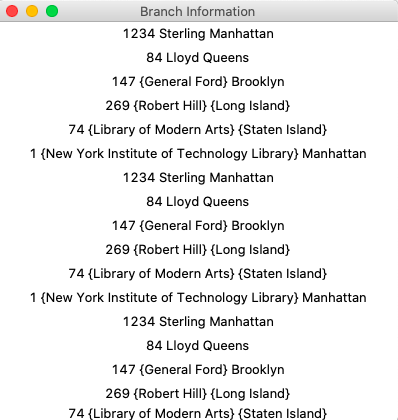 Branch Information
1234 Sterling Manhattan
84 Lloyd Queens
147 {General Ford} Brooklyn
269 {Robert Hill} {Long Island}
74 {Library of Modern Arts} {Staten Island}
1 {New York Institute of Technology Library} Manhattan
1234 Sterling Manhattan
84 Lloyd Queens
147 {General Ford} Brooklyn
269 {Robert Hill} {Long Island}
74 {Library of Modern Arts} {Staten Island}
1 {New York Institute of Technology Library} Manhattan
1234 Sterling Manhattan
84 Lloyd Queens
147 {General Ford} Brooklyn
269 {Robert Hill} {Long Island}
74 {Library of Modern Arts} {Staten Island}